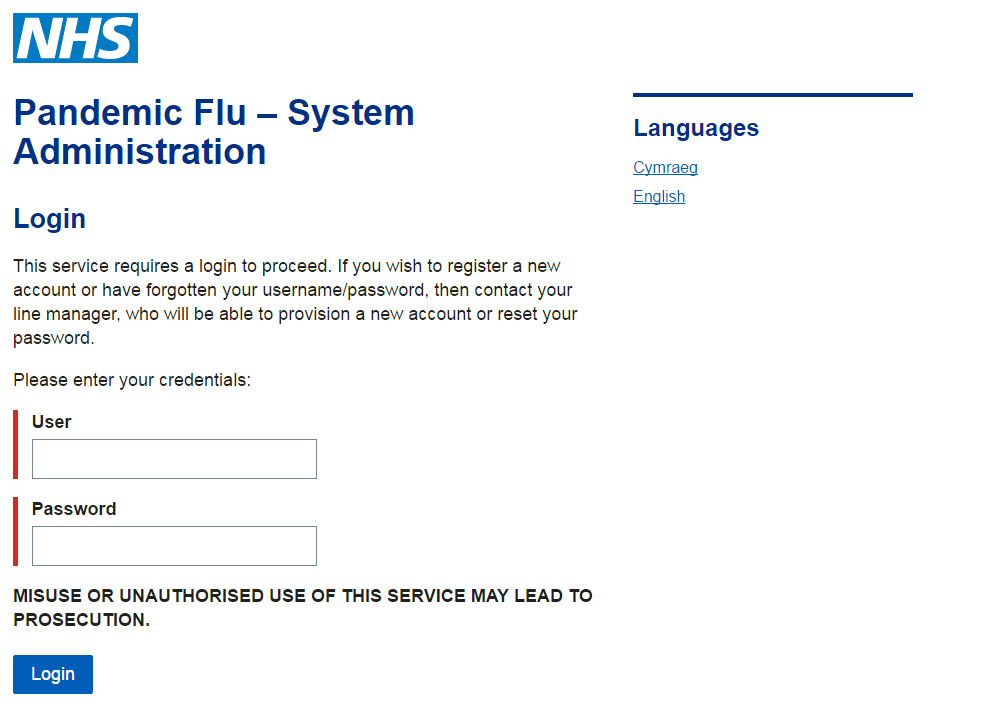 NHS
Pandemic Flu – System
Administration
Login
This service requires a login to proceed. If you wish to register a new
account or have forgotten your username/password, then contact your
line manager, who will be able to provision a new account or reset your
password.
Please enter your credentials:
User
Password
MISUSE OR UNAUTHORISED USE OF THIS SERVICE MAY LEAD TO
PROSECUTION.
Login
Languages
Cymraeg
English